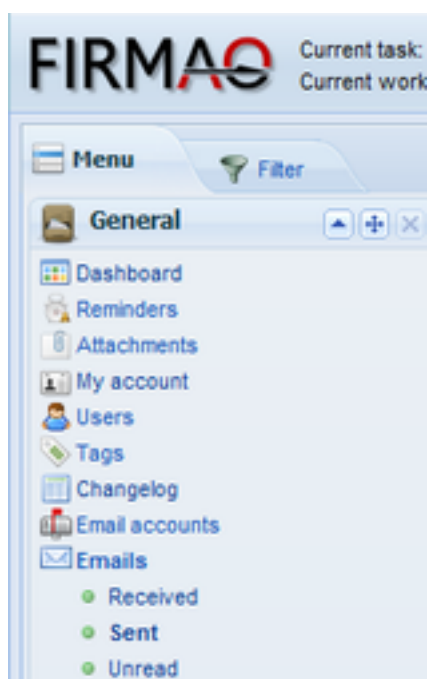 FIRMAO
Current task:
Current work
Menu
Filter
General
Dashboard
Reminders
Attachments
My account
Users
Tags
Changelog
Email accounts
Emails
Received
Sent
Unread